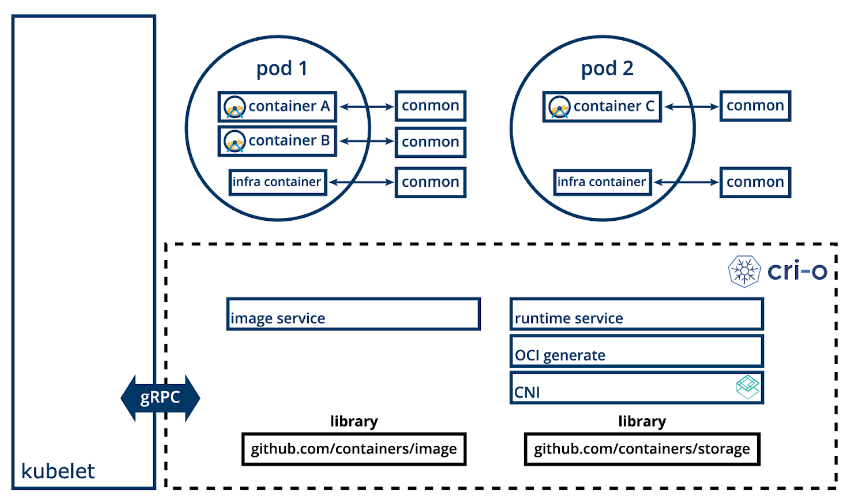 pod 1
container A
conmon
container B
conmon
infra container
conmon
pod 2
container C
conmon
infra container
conmon
cri-o
image service
runtime service
OCI generate
CNI
gRPC
library
github.com/containers/image
library
github.com/containers/storage
kubelet